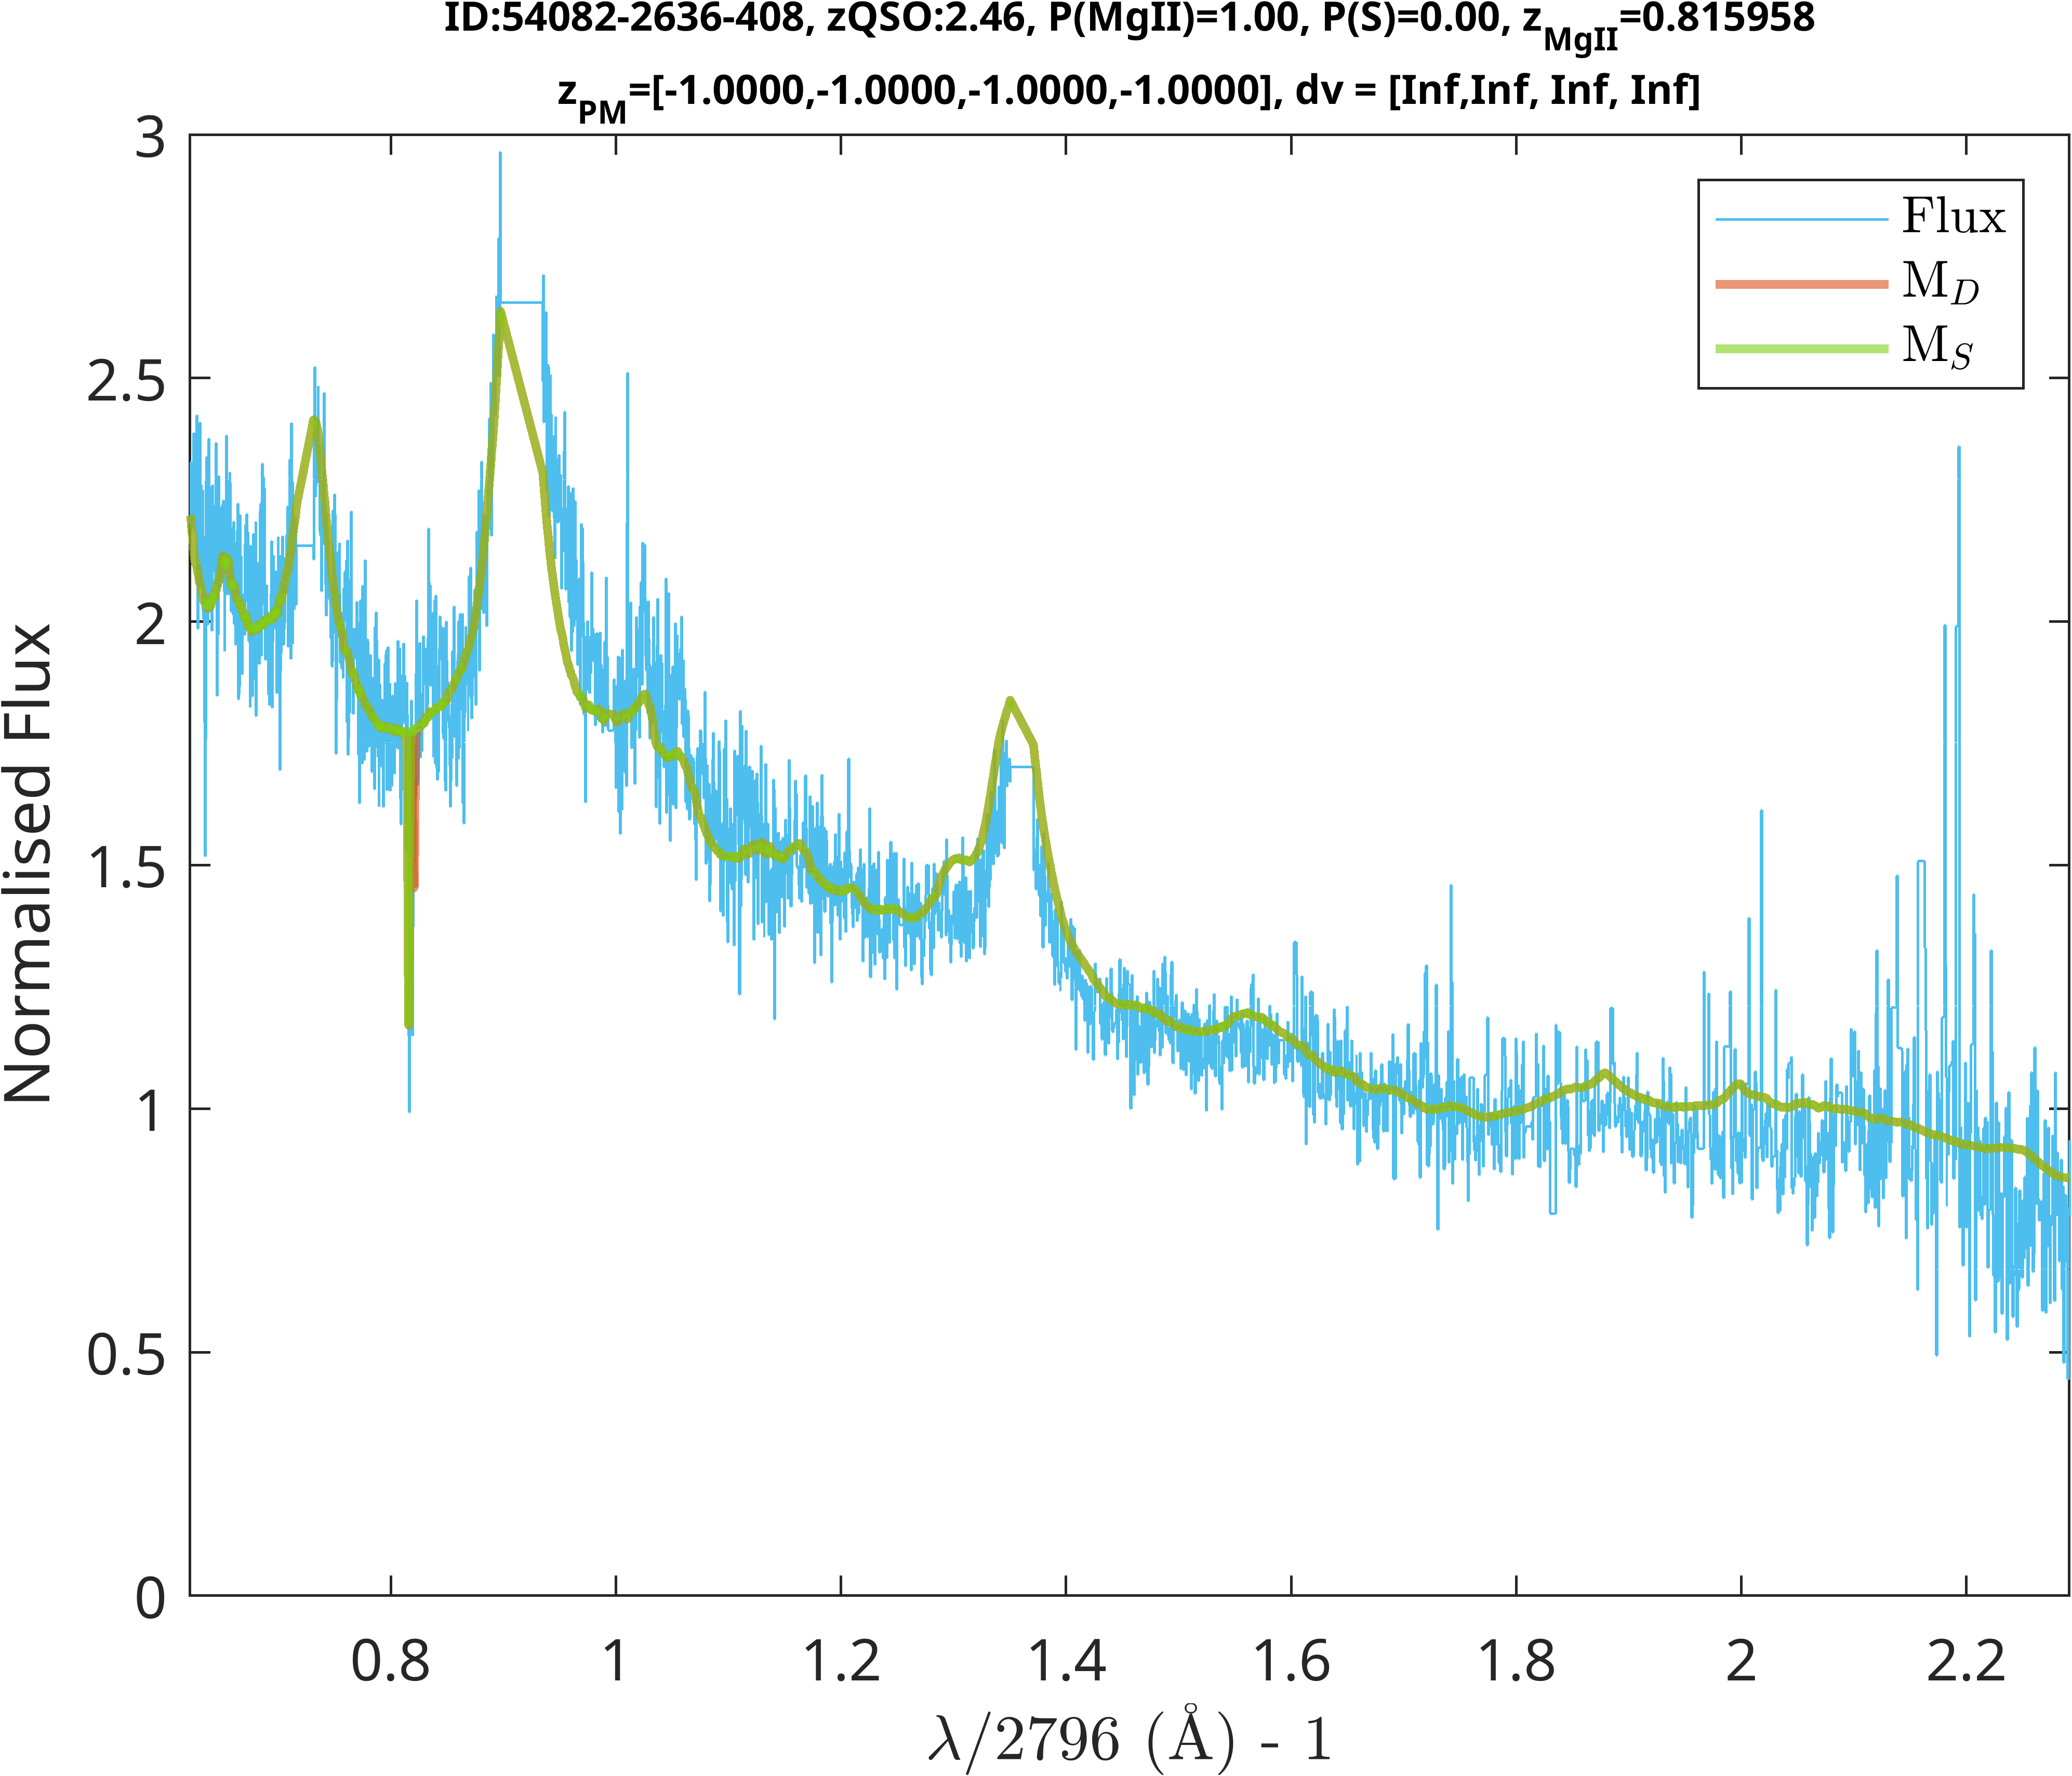 ID:54082-2636-408, zQSO:2.46, P(MgII)=1.00, P(S)=0.00, zMgII=0.815958
zPM=[-1.0000,-1.0000,-1.0000,-1.0000], dv = [Inf,Inf, Inf, Inf]
3
2.5
2
1.5
1
0.5
0
Normalised Flux
Flux
MD
MS
0.8 1 1.2 1.4 1.6 1.8 2 2.2
λ/2796 (Å) - 1